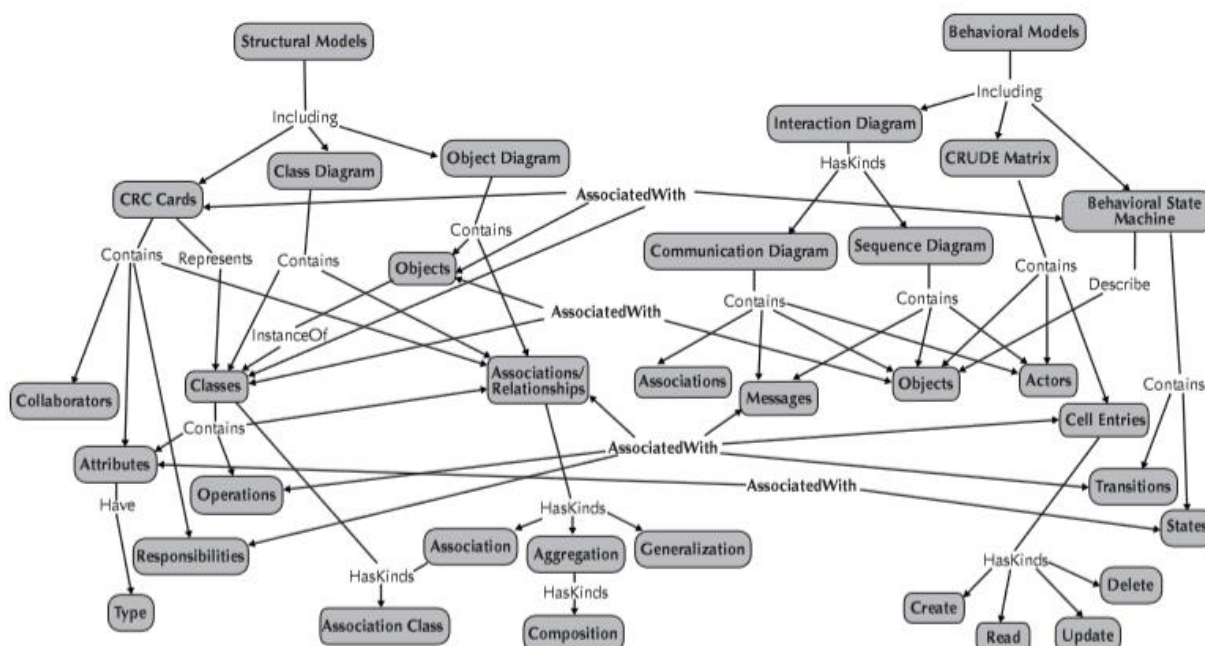 Structural Models
Behavioral Models
Including
Including
Interaction Diagram
Object Diagram
Class Diagram
HasKinds
CRUDE Matrix
CRC Cards
AssociatedWith
Behavioral State
Machine
Contains
Communication Diagram
Sequence Diagram
Contains
Represents
Contains
Objects
Contains
Describe
Contains
Contains
AssociatedWith
InstanceOf
Classes
Associations/
Relationships
Associations
Messages
Objects
Actors
Contains
Collaborators
Cell Entries
Contains
Attributes
AssociatedWith
Operations
AssociatedWith
Transitions
Have
States
HasKinds
Association
Aggregation
Generalization
Responsibilities
HasKinds
HasKinds
HasKinds
Delete
Create
Type
Association Class
Composition
Read
Update